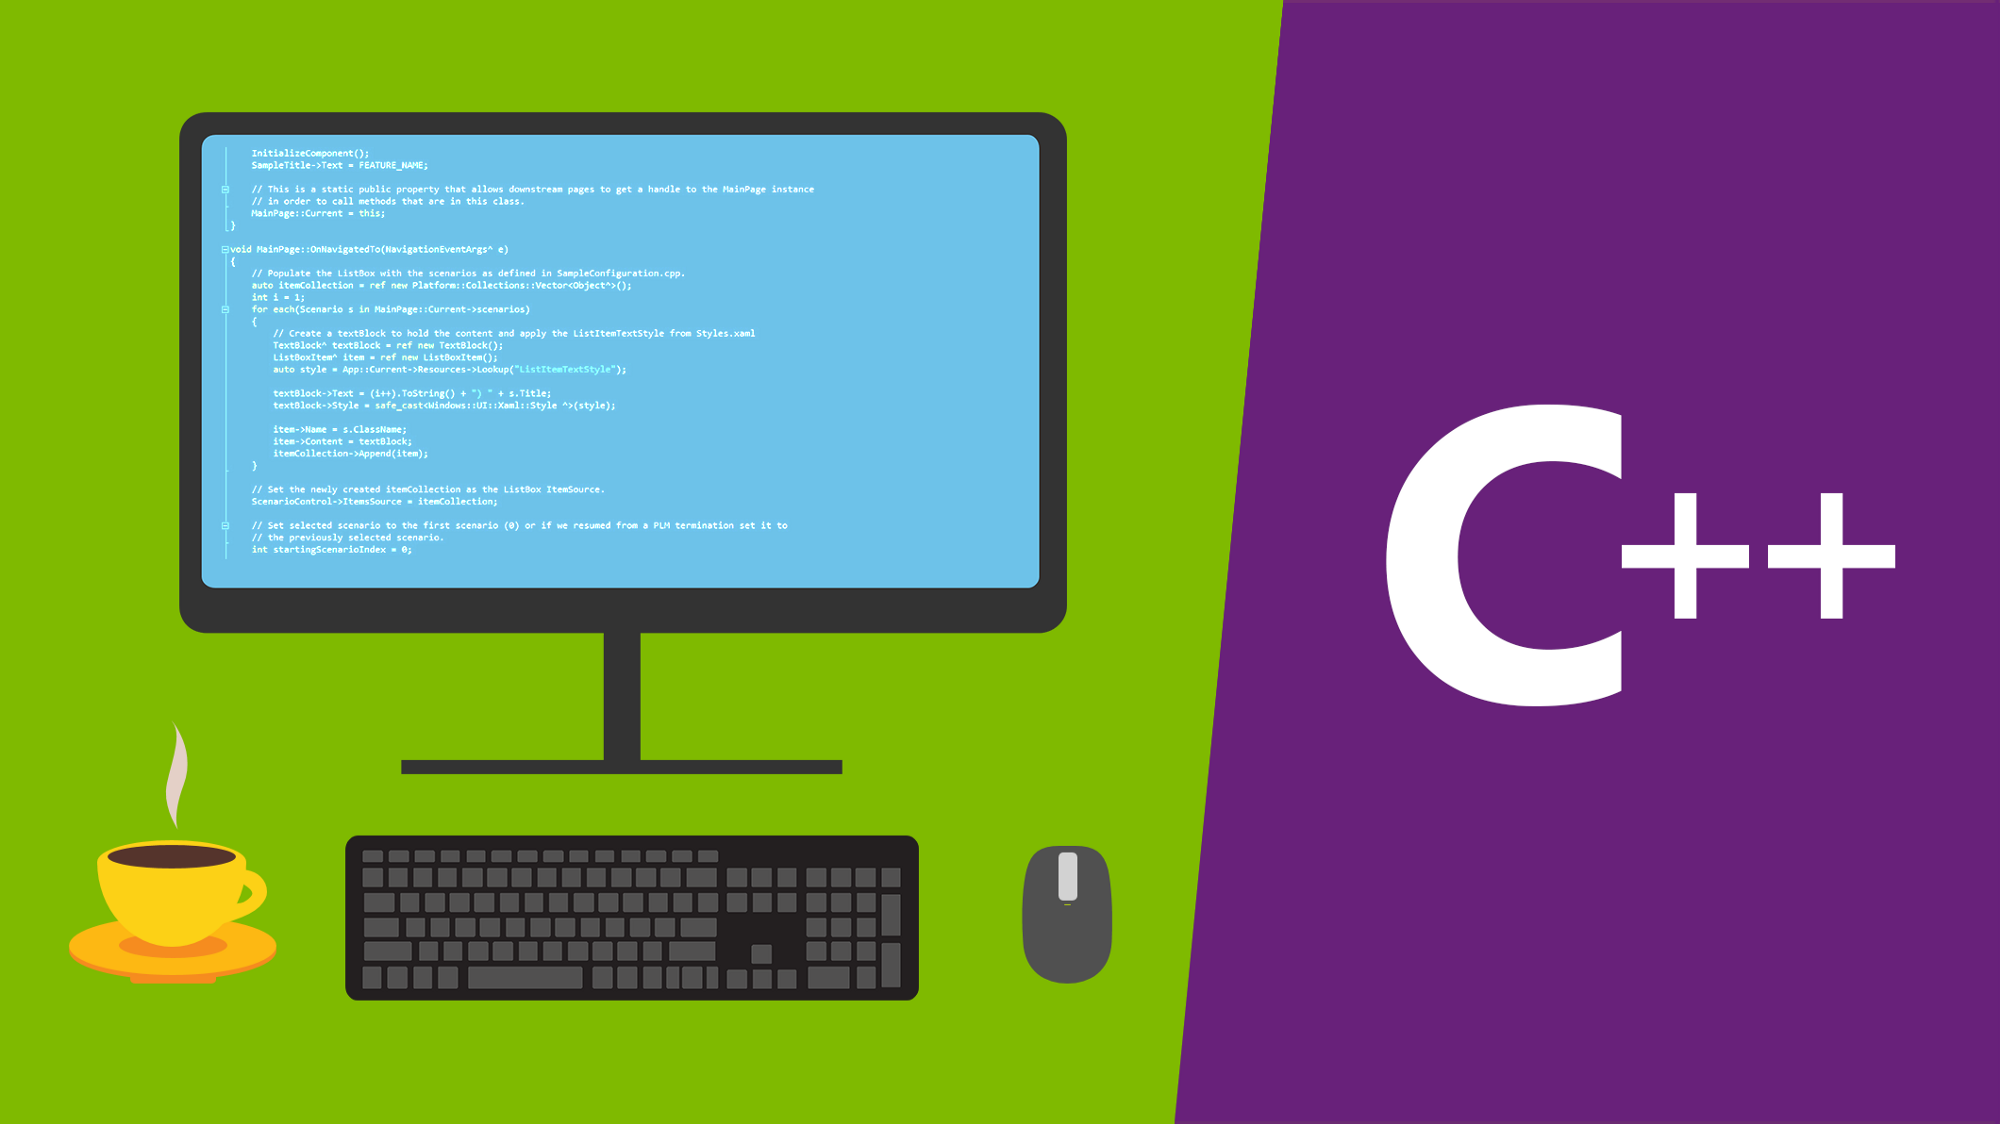 InitializeComponent();
SampleTitle->Text = FEATURE_NAME;
// This is a static public property that allows downstream pages to get a handle to the MainPage instance
// in order to call methods that are in this class.
MainPage::Current = this;
}
void MainPage::OnNavigatedTo(NavigationEventArgs^ e)
{
// Populate the ListBox with the scenarios as defined in SampleConfiguration.cpp.
auto itemCollection = ref new Platform::Collections::Vector<Object^>();
int i = 1;
for each(Scenario s in MainPage::Current->scenarios)
{
// Create a textBlock to hold the content and apply the ListItemTextStyle from Styles.xaml
TextBlock^ textBlock = ref new TextBlock();
ListBoxItem^ item = ref new ListBoxItem();
auto style = App::Current->Resources->Lookup("ListItemTextStyle");
textBlock->Text = (i++).ToString() + ") " + s.Title;
textBlock->Style = safe_cast<Windows::UI::Xaml::Style ^>(style);
item->Name = s.ClassName;
item->Content = textBlock;
itemCollection->Append(item);
}
// Set the newly created itemCollection as the ListBox ItemSource.
ScenarioControl->ItemsSource = itemCollection;
// Set selected scenario to the first scenario (0) or if we resumed from a PLM termination set it to
// the previously selected scenario.
int startingScenarioIndex = 0;
C++